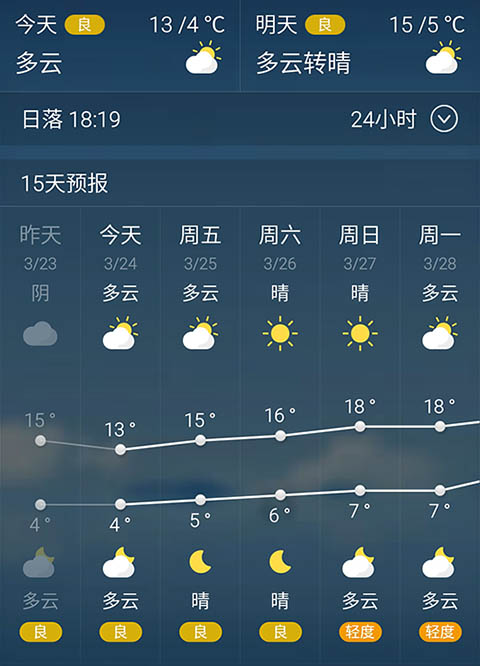 今天 良 13 /4 ℃
多云
明天 良 15 /5 ℃
多云转晴
日落 18:19 24小时
15天预报
昨天 今天 周五 周六 周日 周一
3/23 3/24 3/25 3/26 3/27 3/28
阴 多云 多云 晴 晴 多云
15° 13° 15° 16° 18° 18°
4° 4° 5° 6° 7° 7°
多云 多云 晴 晴 多云 多云
良 良 良 良 轻度 轻度